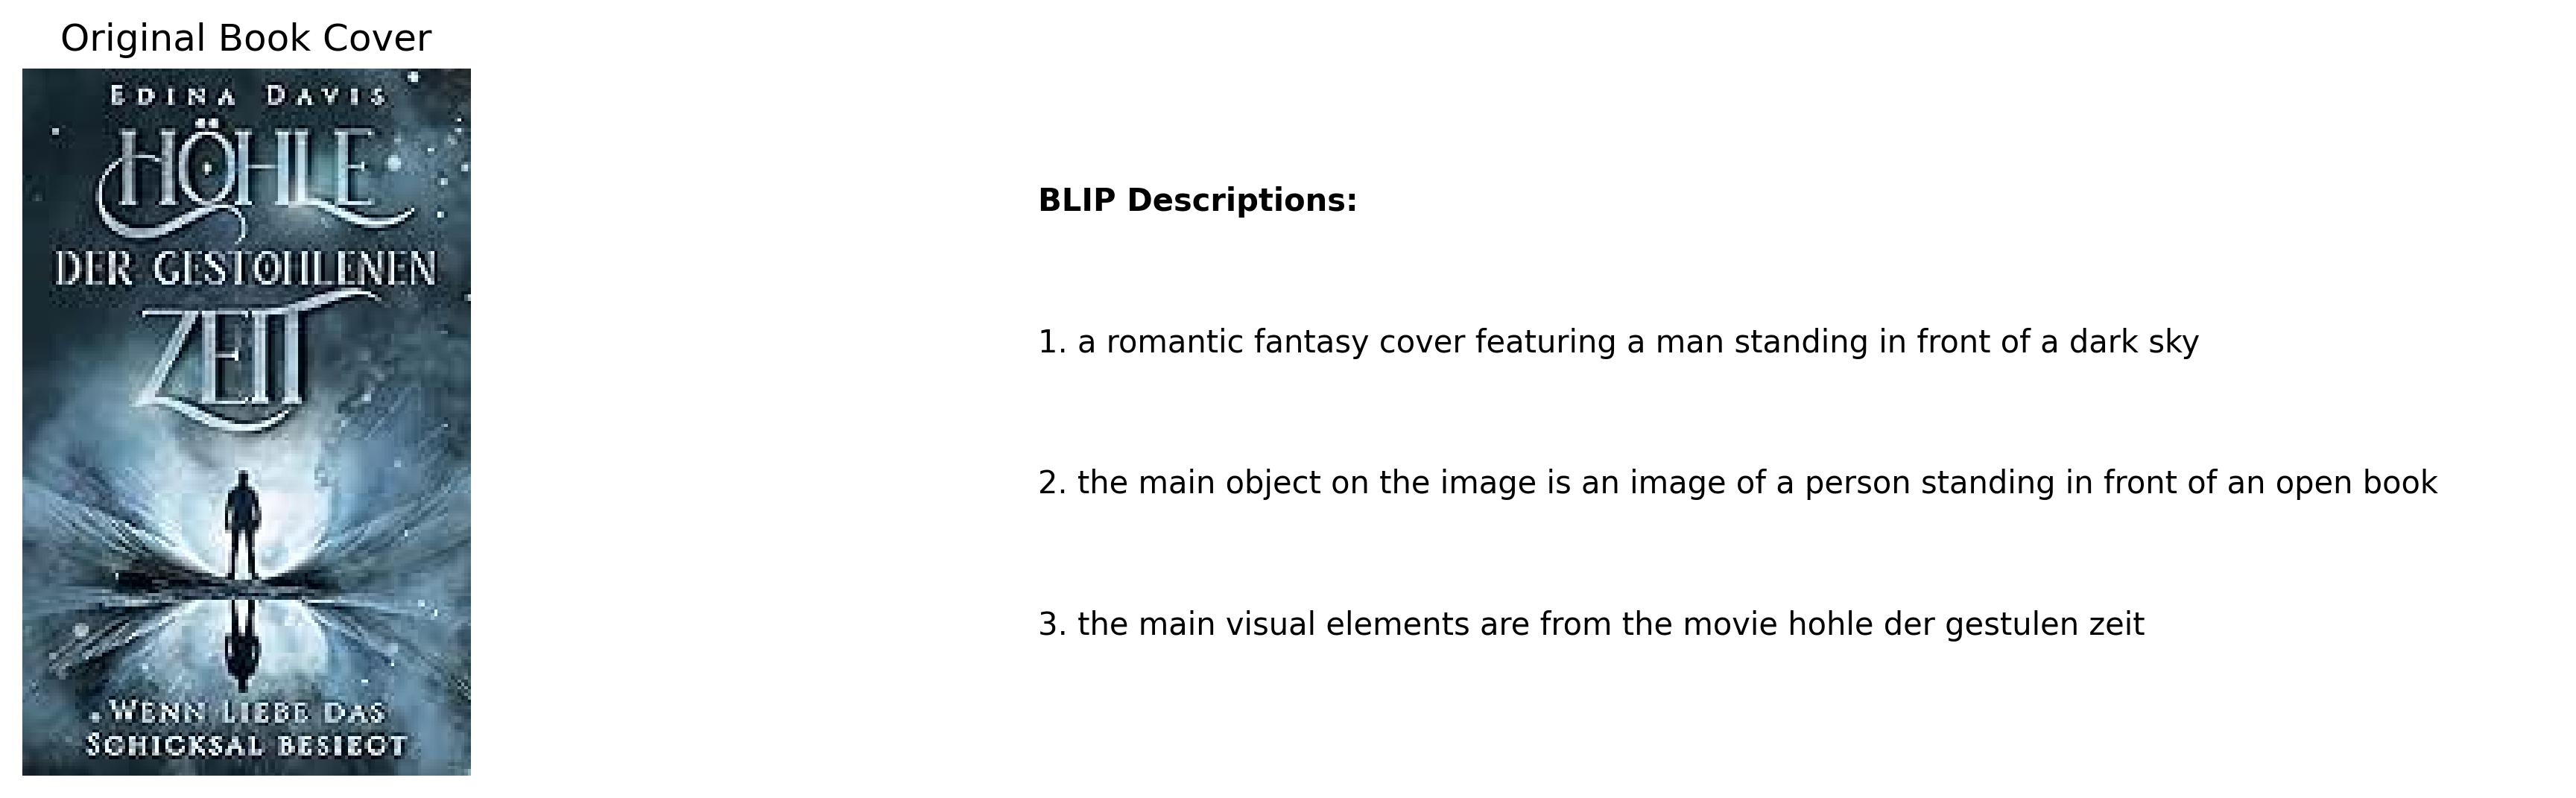 Original Book Cover
EDINA DAVIS
HÖHLE
DER GESTOHLENEN
ZEIT
WENN LIEBE DAS
SCHICKSAL BESIEGT
BLIP Descriptions:
1. a romantic fantasy cover featuring a man standing in front of a dark sky
2. the main object on the image is an image of a person standing in front of an open book
3. the main visual elements are from the movie hohle der gestulen zeit